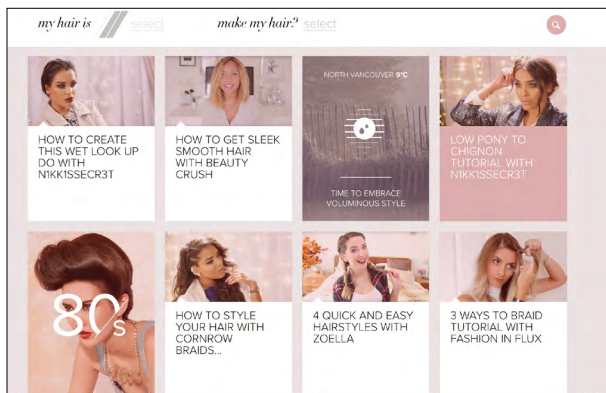 my hair is select make my hair? select
HOW TO CREATE
THIS WET LOOK UP
DO WITH
N1KK1SSECR3T
HOW TO GET SLEEK
SMOOTH HAIR
WITH BEAUTY
CRUSH
NORTH VANCOUVER 9°C
TIME TO EMBRACE
VOLUMINOUS STYLE
LOW PONY TO
CHIGNON
TUTORIAL WITH
N1KK1SSECR3T
80s
HOW TO STYLE
YOUR HAIR WITH
CORNROW
BRAIDS...
4 QUICK AND EASY
HAIRSTYLES WITH
ZOELLA
3 WAYS TO BRAID
TUTORIAL WITH
FASHION IN FLUX